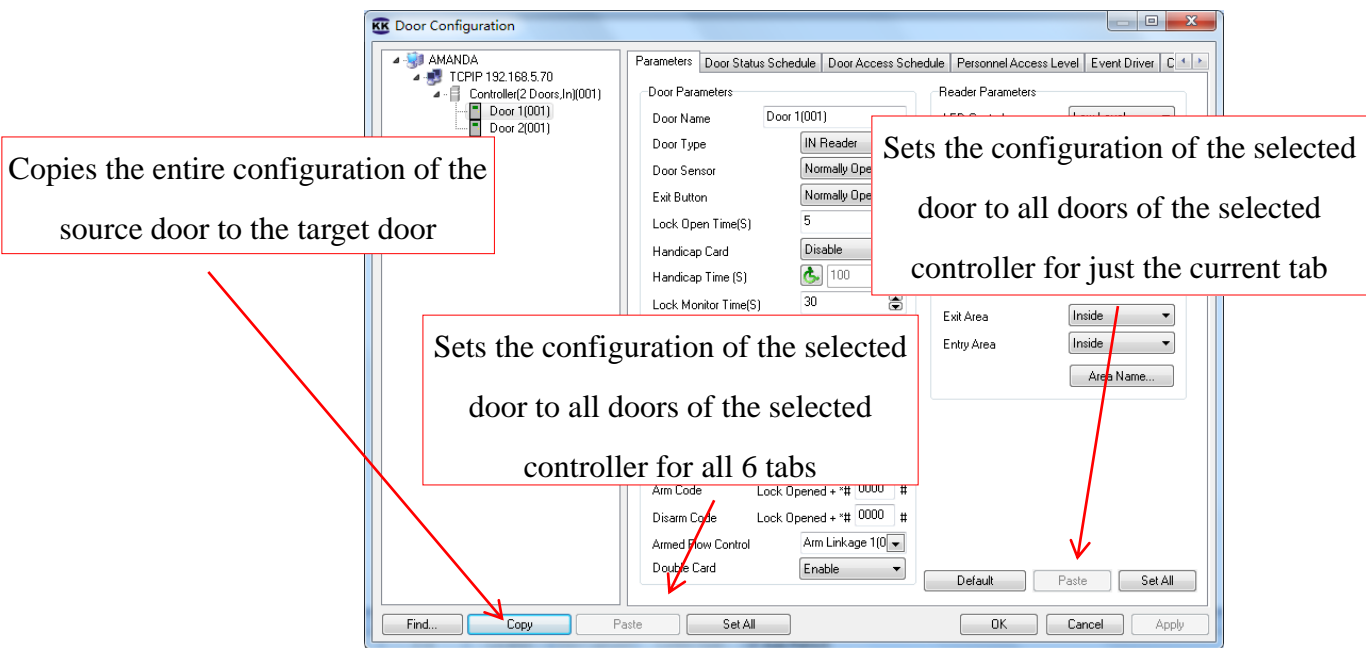 KK Door Configuration
AMANDA
TCPIP 192.168.5.70
Controller(2 Doors,In)(001)
Door 1(001)
Door 2(001)
Copies the entire configuration of the
source door to the target door
Parameters Door Status Schedule Door Access Schedule Personnel Access Level Event Driver
Door Parameters
Door Name Door 1(001)
Door Type IN Reader
Door Sensor
Normally Ope
Exit Button
Normally Ope
Lock Open Time(S) 5
Handicap Card Disable
Handicap Time (S) 100
Lock Monitor Time(S) 30
Reader Parameters
Sets the configuration of the selected
door to all doors of the selected
controller for just the current tab
Exit Area Inside
Entry Area Inside
Area Name...
Sets the configuration of the selected
door to all doors of the selected
controller for all 6 tabs
Arm Code Lock Opened + *# 0000 #
Disarm Code Lock Opened + *# 0000 #
Armed Flow Control Arm Linkage 1(0
Double Card Enable
Default Paste Set All
Find... Copy Paste Set All OK Cancel Apply